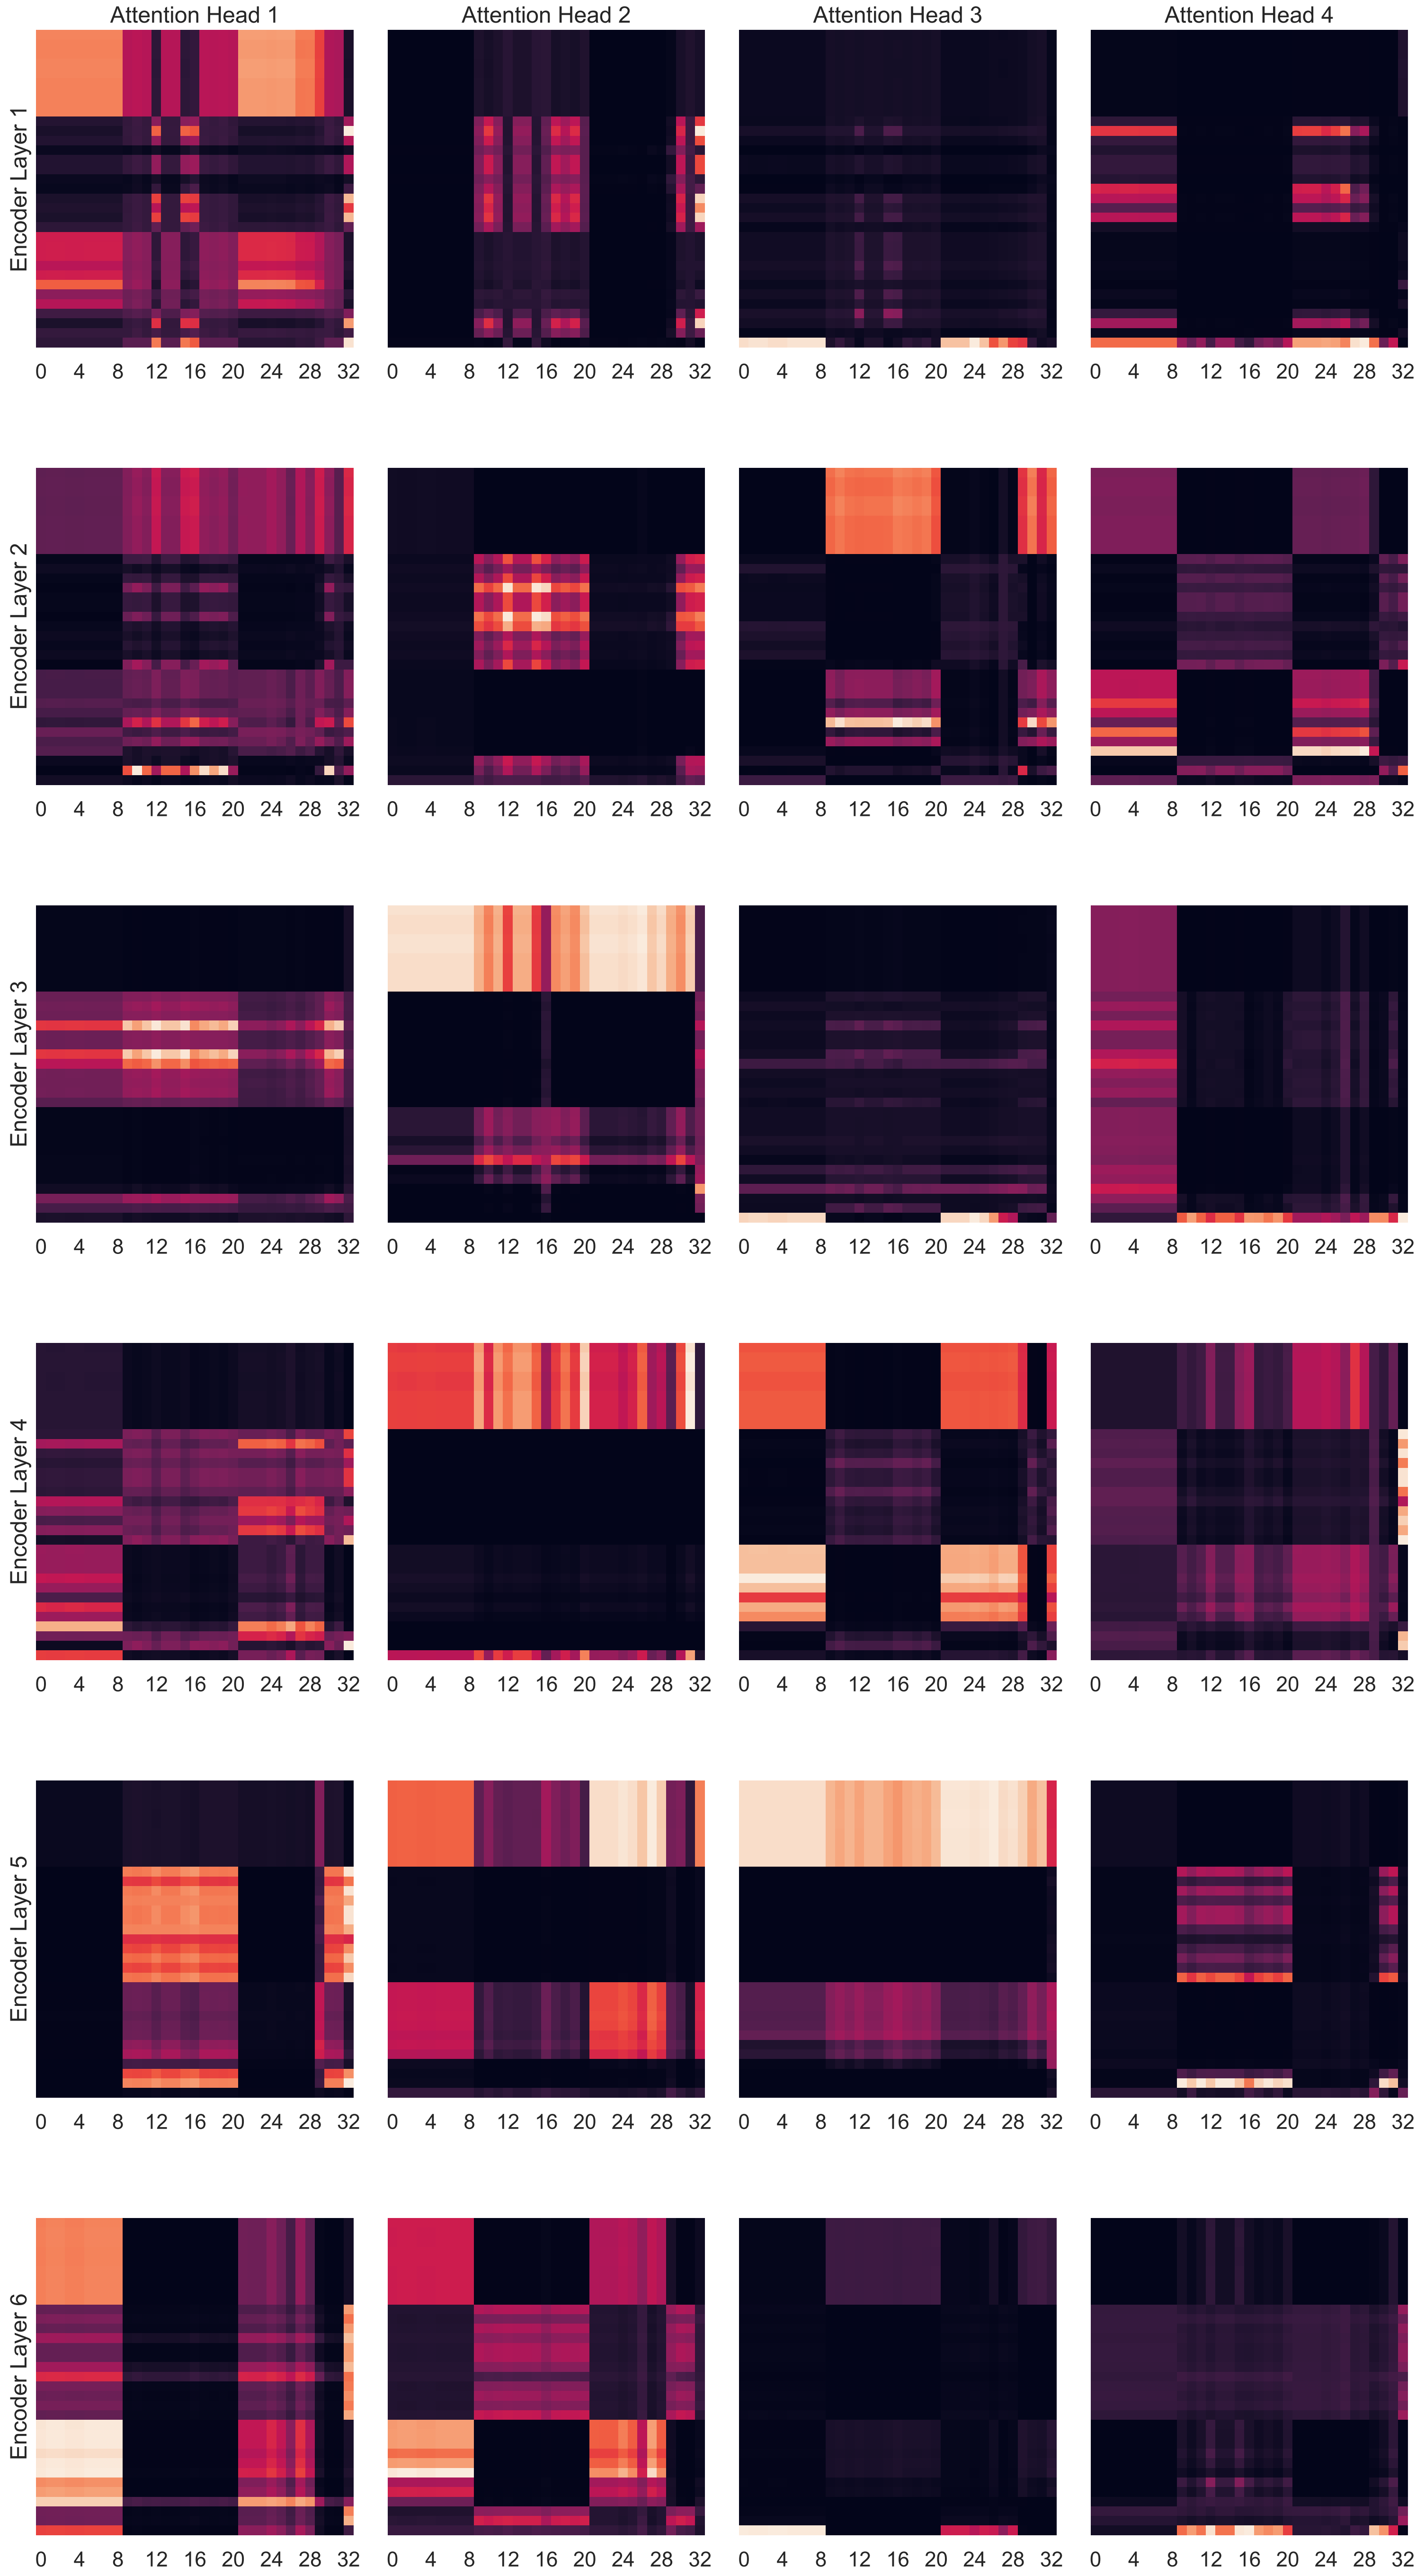 Attention Head 1 Attention Head 2 Attention Head 3 Attention Head 4
Encoder Layer 1
0 4 8 12 16 20 24 28 32 0 4 8 12 16 20 24 28 32 0 4 8 12 16 20 24 28 32 0 4 8 12 16 20 24 28 32
Encoder Layer 2
0 4 8 12 16 20 24 28 32 0 4 8 12 16 20 24 28 32 0 4 8 12 16 20 24 28 32 0 4 8 12 16 20 24 28 32
Encoder Layer 3
0 4 8 12 16 20 24 28 32 0 4 8 12 16 20 24 28 32 0 4 8 12 16 20 24 28 32 0 4 8 12 16 20 24 28 32
Encoder Layer 4
0 4 8 12 16 20 24 28 32 0 4 8 12 16 20 24 28 32 0 4 8 12 16 20 24 28 32 0 4 8 12 16 20 24 28 32
Encoder Layer 5
0 4 8 12 16 20 24 28 32 0 4 8 12 16 20 24 28 32 0 4 8 12 16 20 24 28 32 0 4 8 12 16 20 24 28 32
Encoder Layer 6
0 4 8 12 16 20 24 28 32 0 4 8 12 16 20 24 28 32 0 4 8 12 16 20 24 28 32 0 4 8 12 16 20 24 28 32